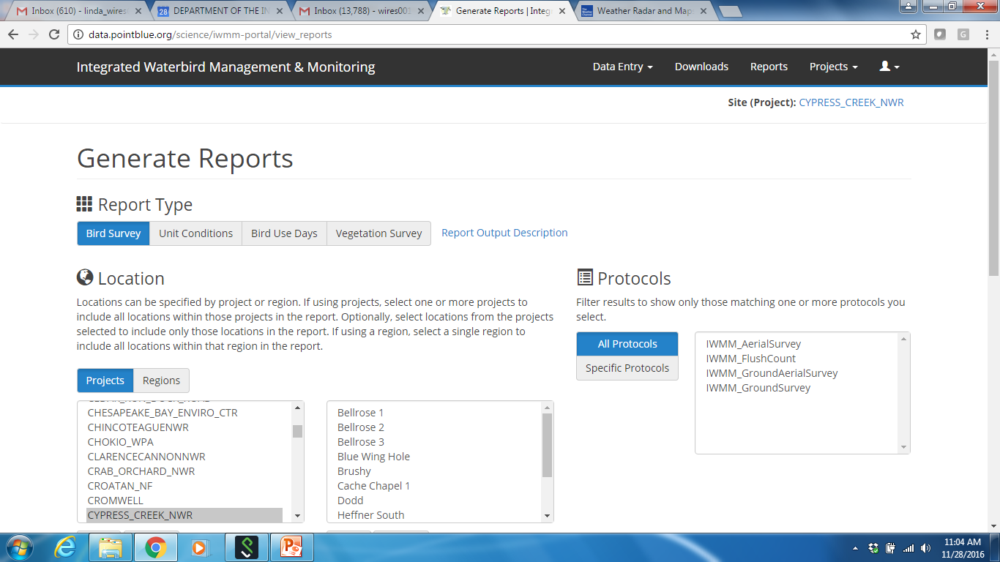 Inbox (610) - linda_wires
28 DEPARTMENT OF THE IN
Inbox (13,788) - wires001
Generate Reports | Integ
Weather Radar and Map
data.pointblue.org/science/iwmm-portal/view_reports
G
Integrated Waterbird Management & Monitoring
Data Entry
Downloads
Reports
Projects
Site (Project): CYPRESS_CREEK_NWR
Generate Reports
Report Type
Bird Survey
Unit Conditions
Bird Use Days
Vegetation Survey
Report Output Description
Location
Locations can be specified by project or region. If using projects, select one or more projects to
include all locations within those projects in the report. Optionally, select locations from the projects
selected to include only those locations in the report. If using a region, select a single region to
include all locations within that region in the report.
Projects
Regions
CHESAPEAKE_BAY_ENVIRO_CTR
CHINCOTEAGUENWR
CHOKIO_WPA
CLARENCECANNONNWR
CRAB_ORCHARD_NWR
CROATAN_NF
CROMWELL
CYPRESS_CREEK_NWR
Bellrose 1
Bellrose 2
Bellrose 3
Blue Wing Hole
Brushy
Cache Chapel 1
Dodd
Heffner South
Protocols
Filter results to show only those matching one or more protocols you
select.
All Protocols
Specific Protocols
IWMM_AerialSurvey
IWMM_FlushCount
IWMM_GroundAerialSurvey
IWMM_GroundSurvey
11:04 AM
11/28/2016